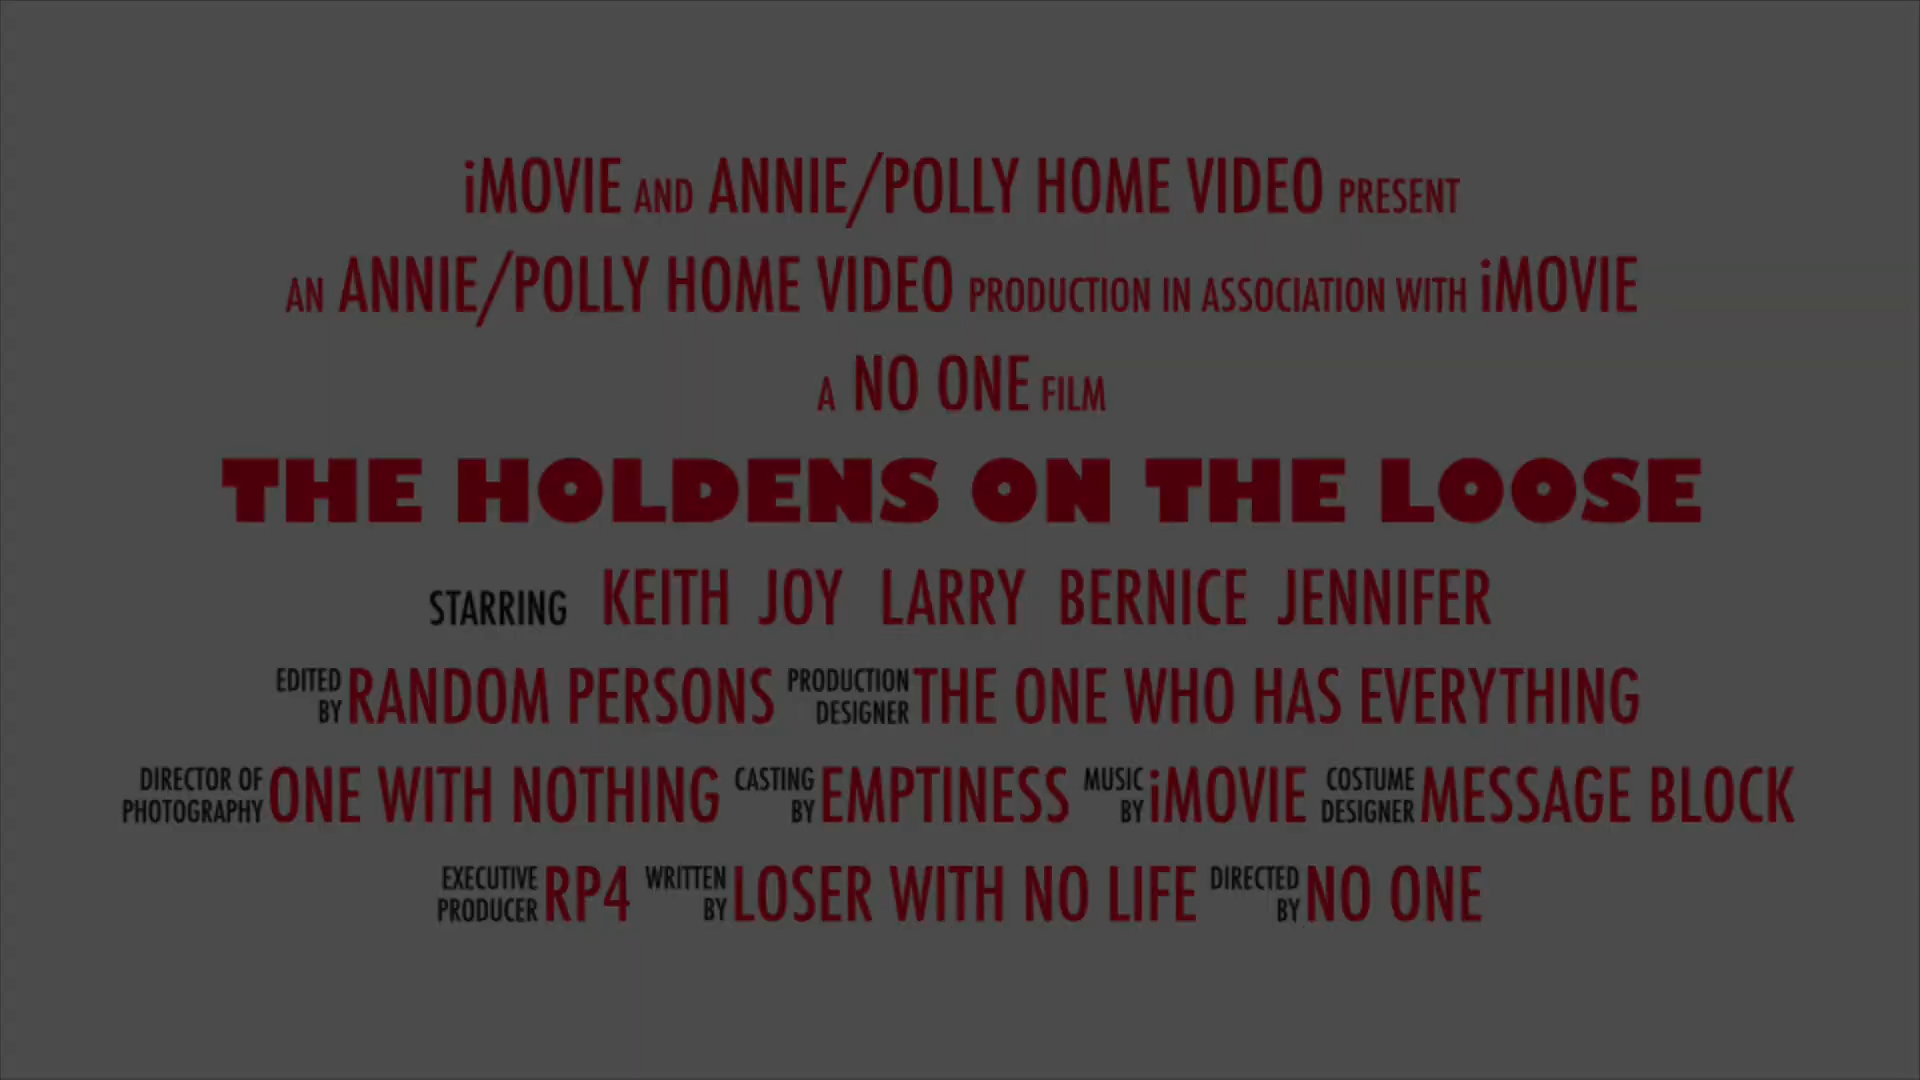 iMOVIE AND ANNIE/POLLY HOME VIDEO PRESENT
AN ANNIE/POLLY HOME VIDEO PRODUCTION IN ASSOCIATION WITH iMOVIE
A NO ONE FILM
THE HOLDENS ON THE LOOSE
STARRING KEITH JOY LARRY BERNICE JENNIFER
EDITED BY RANDOM PERSONS PRODUCTION DESIGNER THE ONE WHO HAS EVERYTHING
DIRECTOR OF PHOTOGRAPHY ONE WITH NOTHING CASTING BY EMPTINESS MUSIC BY iMOVIE COSTUME DESIGNER MESSAGE BLOCK
EXECUTIVE PRODUCER RP4 WRITTEN BY LOSER WITH NO LIFE DIRECTED BY NO ONE